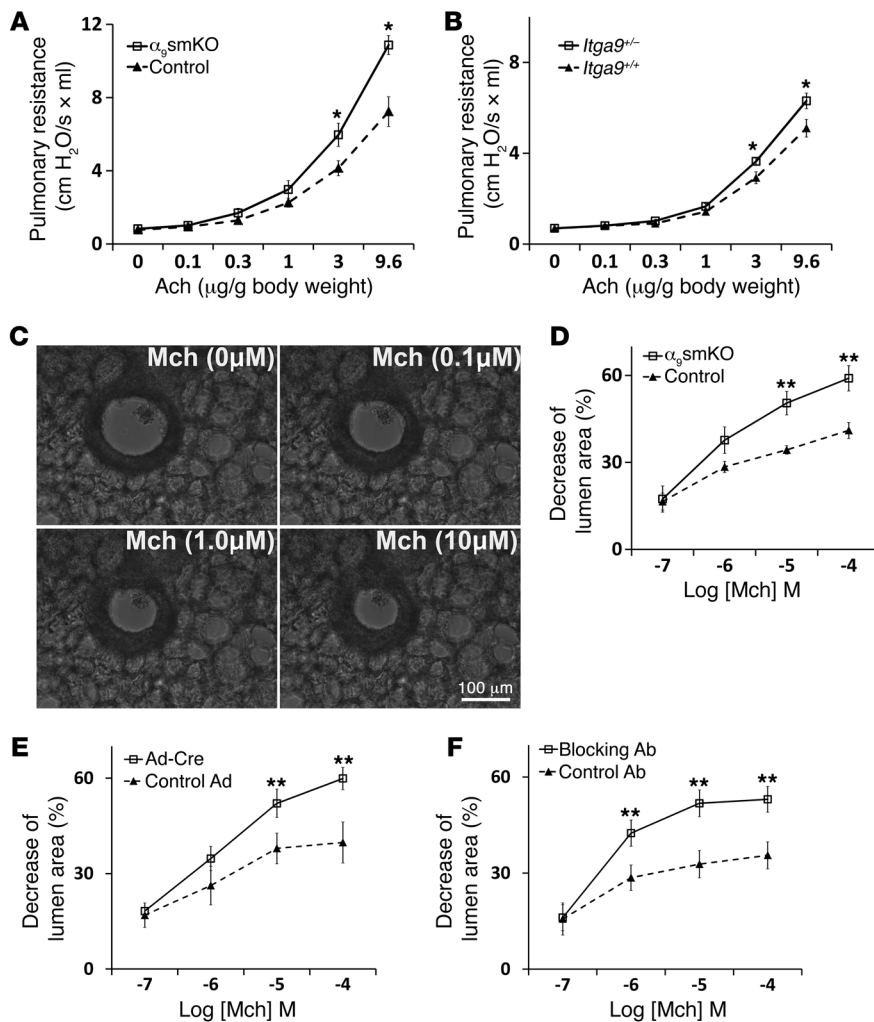 A
α₉smKO
Control
Pulmonary resistance
(cm H₂O/s × ml)
12
8
4
0
0 0.1 0.3 1 3 9.6
* *
Ach (μg/g body weight)
B
Itga9⁺/⁻
Itga9⁺/⁺
Pulmonary resistance
(cm H₂O/s × ml)
8
4
0
0 0.1 0.3 1 3 9.6
* *
Ach (μg/g body weight)
C
Mch (0μM)
Mch (0.1μM)
Mch (1.0μM)
Mch (10μM)
100 μm
D
α₉smKO
Control
Decrease of
lumen area (%)
60
30
0
-7 -6 -5 -4
** **
Log [Mch] M
E
Ad-Cre
Control Ad
Decrease of
lumen area (%)
60
30
0
-7 -6 -5 -4
** **
Log [Mch] M
F
Blocking Ab
Control Ab
Decrease of
lumen area (%)
60
30
0
-7 -6 -5 -4
** ** **
Log [Mch] M